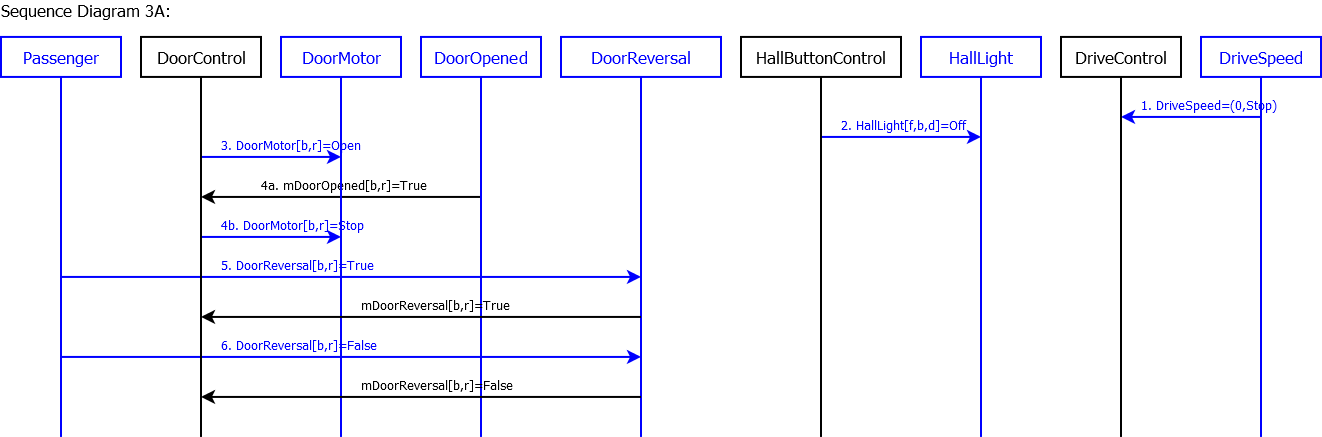 Sequence Diagram 3A:
Passenger
DoorControl
DoorMotor
DoorOpened
DoorReversal
HallButtonControl
HallLight
DriveControl
DriveSpeed
1. DriveSpeed=(0,Stop)
2. HallLight[f,b,d]=Off
3. DoorMotor[b,r]=Open
4a. mDoorOpened[b,r]=True
4b. DoorMotor[b,r]=Stop
5. DoorReversal[b,r]=True
mDoorReversal[b,r]=True
6. DoorReversal[b,r]=False
mDoorReversal[b,r]=False